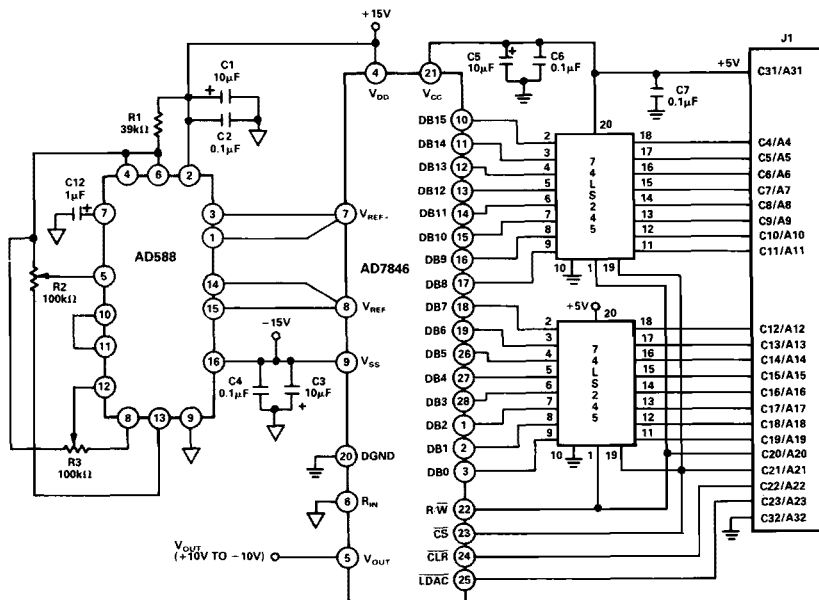 +15V
J1
C1
10µF
C5
10µF
C6
0.1µF
+5V
C31/A31
C7
0.1µF
4
VDD
21
VCC
R1
39kΩ
C2
0.1µF
20
DB15
10
2
18
C4/A4
DB14
11
3
17
C5/A5
DB13
12
4
16
C6/A6
DB12
13
5
15
C7/A7
DB11
14
6
14
C8/A8
DB10
15
7
13
C9/A9
DB9
16
8
12
C10/A10
DB8
17
9
11
C11/A11
74LS245
10
1
19
4
6
2
C12
1µF
7
3
1
AD588
7
VREF+
AD7846
5
R2
100kΩ
14
15
8
VREF-
10
11
-15V
16
9
VSS
12
C4
0.1µF
C3
10µF
8
13
9
R3
100kΩ
+5V
20
DB7
18
2
18
C12/A12
DB6
19
3
17
C13/A13
DB5
26
4
16
C14/A14
DB4
27
5
15
C15/A15
DB3
28
6
14
C16/A16
DB2
1
7
13
C17/A17
DB1
2
8
12
C18/A18
DB0
3
9
11
C19/A19
74LS245
10
1
19
C20/A20
C21/A21
C22/A22
C23/A23
C32/A32
20
DGND
6
RIN
VOUT
(+10V TO -10V)
5
VOUT
R/W
22
CS
23
CLR
24
LDAC
25